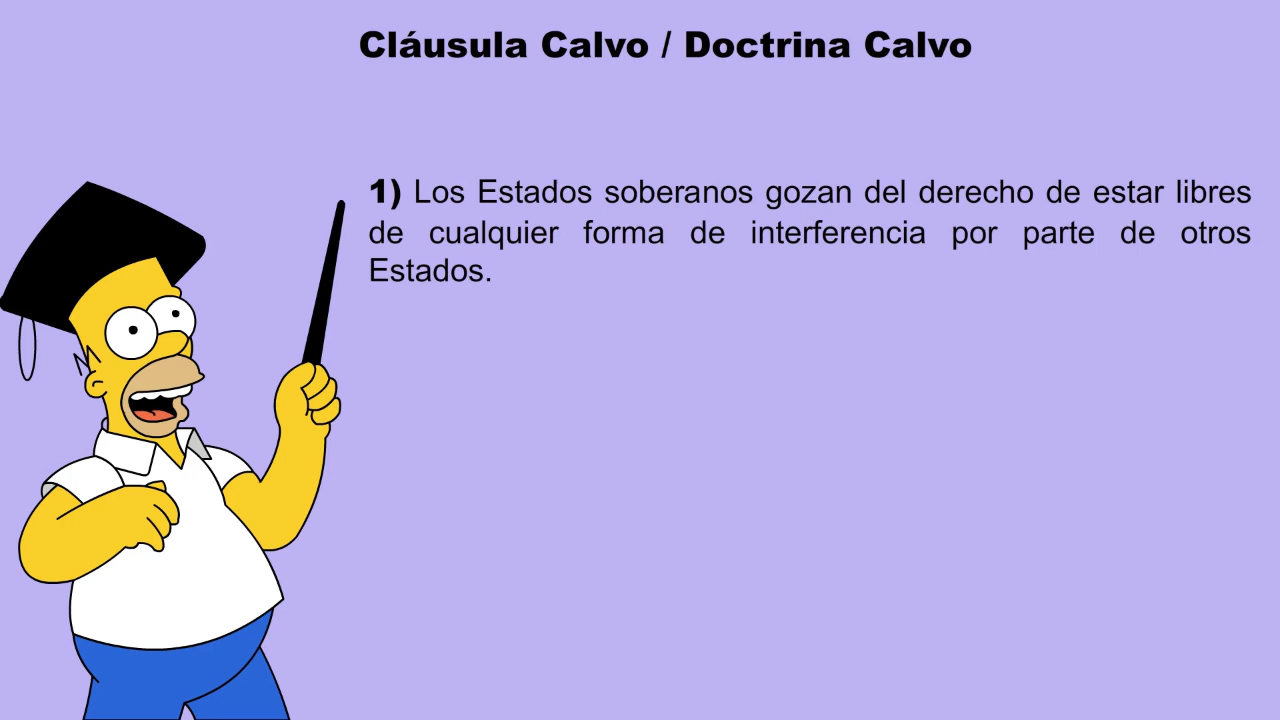 Cláusula Calvo / Doctrina Calvo
1) Los Estados soberanos gozan del derecho de estar libres
de cualquier forma de interferencia por parte de otros
Estados.